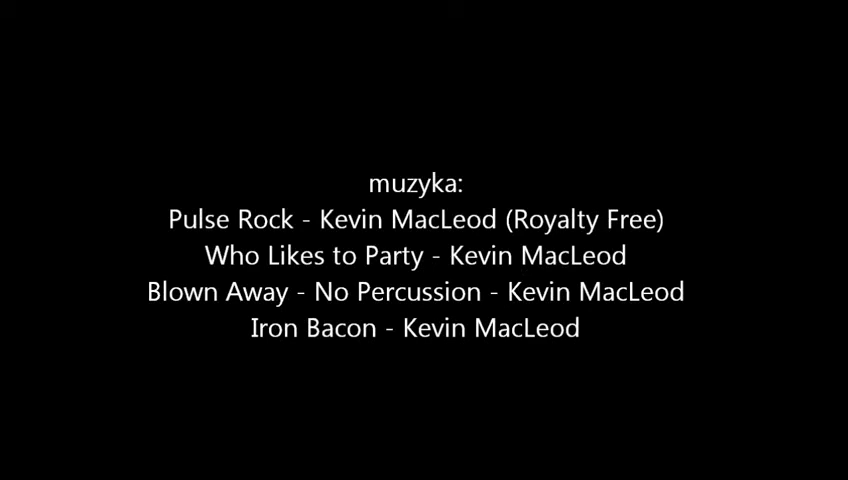 muzyka:
Pulse Rock - Kevin MacLeod (Royalty Free)
Who Likes to Party - Kevin MacLeod
Blown Away - No Percussion - Kevin MacLeod
Iron Bacon - Kevin MacLeod